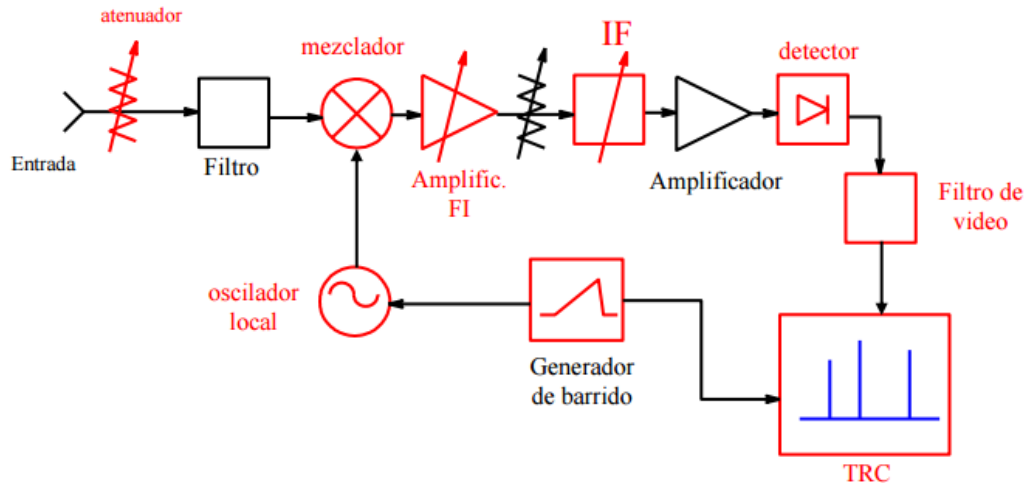 atenuador
mezclador
IF
detector
Entrada
Filtro
Amplific.
FI
Amplificador
Filtro de
video
oscilador
local
Generador
de barrido
TRC